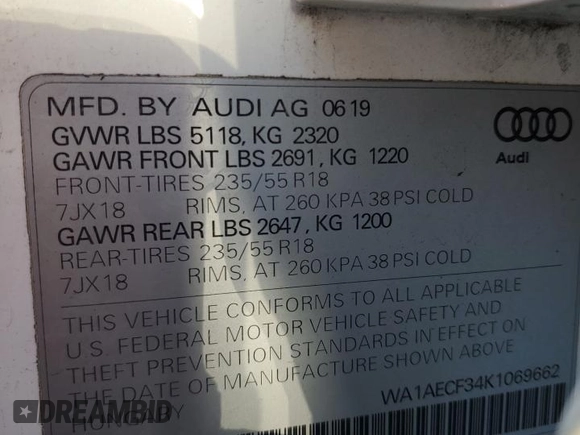 MFD. BY AUDI AG 06 19
GVWR LBS 5118, KG 2320
GAWR FRONT LBS 2691, KG 1220
FRONT-TIRES 235/55 R18
7JX18 RIMS, AT 260 KPA 38 PSI COLD
GAWR REAR LBS 2647, KG 1200
REAR-TIRES 235/55 R18
7JX18 RIMS, AT 260 KPA 38 PSI COLD
Audi
THIS VEHICLE CONFORMS TO ALL APPLICABLE
U.S. FEDERAL MOTOR VEHICLE SAFETY AND
THEFT PREVENTION STANDARDS IN EFFECT ON
THE DATE OF MANUFACTURE SHOWN ABOVE
HUNGARY
WA1AECF34K1069662
DREAMBID